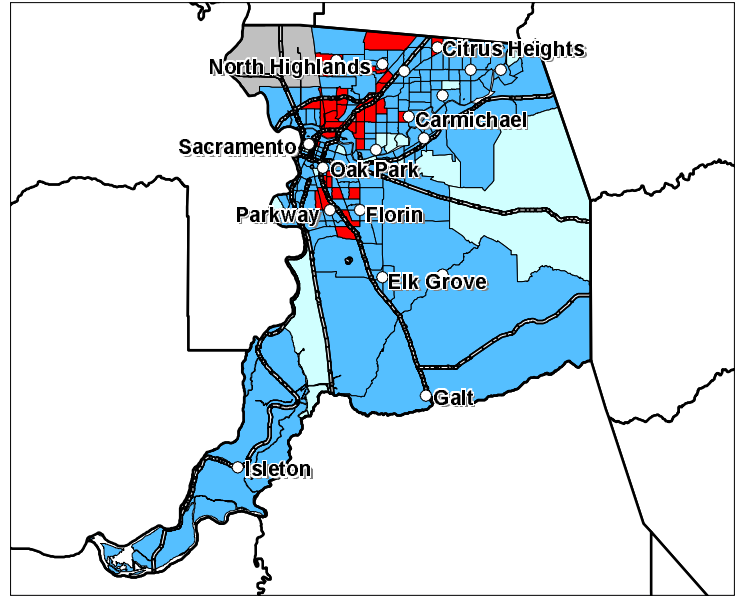 Citrus Heights
North Highlands
Carmichael
Sacramento
Oak Park
Parkway
Florin
Elk Grove
Galt
Isleton